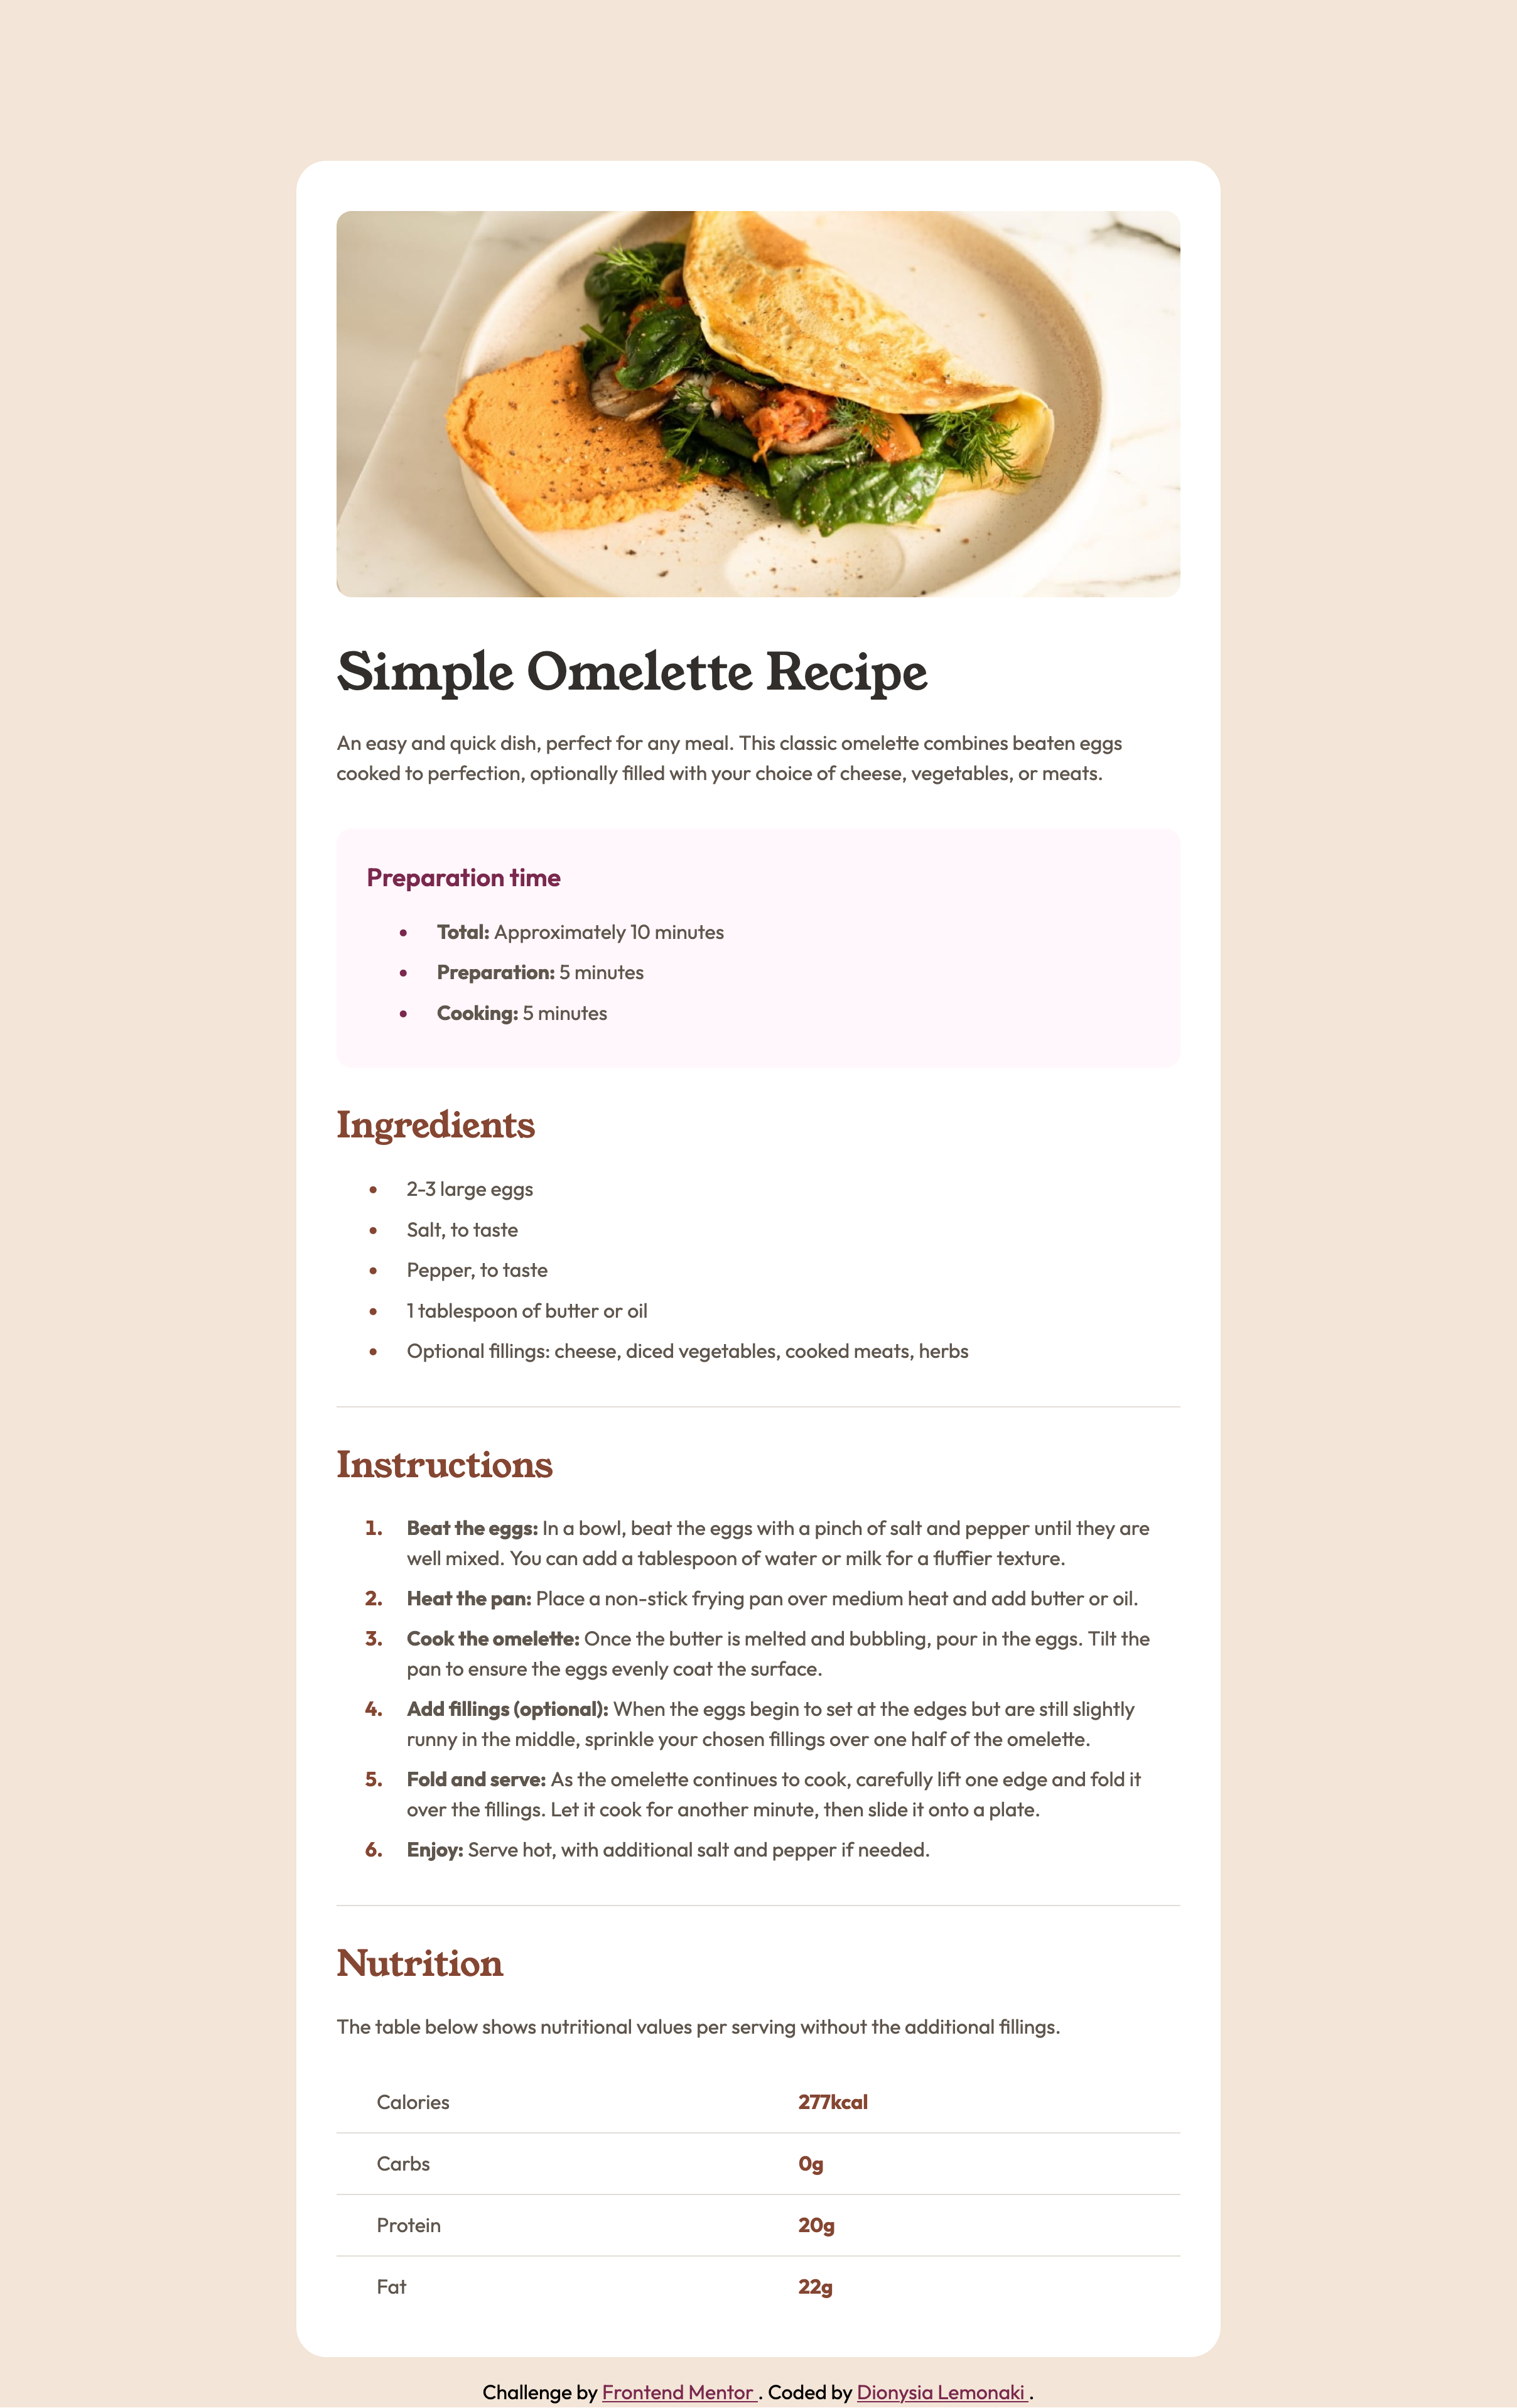 Simple Omelette Recipe
An easy and quick dish, perfect for any meal. This classic omelette combines beaten eggs
cooked to perfection, optionally filled with your choice of cheese, vegetables, or meats.
Preparation time
• Total: Approximately 10 minutes
• Preparation: 5 minutes
• Cooking: 5 minutes
Ingredients
• 2-3 large eggs
• Salt, to taste
• Pepper, to taste
• 1 tablespoon of butter or oil
• Optional fillings: cheese, diced vegetables, cooked meats, herbs
Instructions
1. Beat the eggs: In a bowl, beat the eggs with a pinch of salt and pepper until they are
well mixed. You can add a tablespoon of water or milk for a fluffier texture.
2. Heat the pan: Place a non-stick frying pan over medium heat and add butter or oil.
3. Cook the omelette: Once the butter is melted and bubbling, pour in the eggs. Tilt the
pan to ensure the eggs evenly coat the surface.
4. Add fillings (optional): When the eggs begin to set at the edges but are still slightly
runny in the middle, sprinkle your chosen fillings over one half of the omelette.
5. Fold and serve: As the omelette continues to cook, carefully lift one edge and fold it
over the fillings. Let it cook for another minute, then slide it onto a plate.
6. Enjoy: Serve hot, with additional salt and pepper if needed.
Nutrition
The table below shows nutritional values per serving without the additional fillings.
Calories 277kcal
Carbs 0g
Protein 20g
Fat 22g
Challenge by Frontend Mentor . Coded by Dionysia Lemonaki .